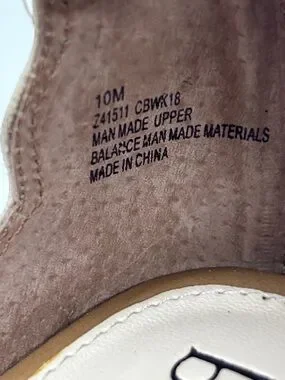 10M
Z41511 CBWK18
MAN MADE UPPER
BALANCE MAN MADE MATERIALS
MADE IN CHINA